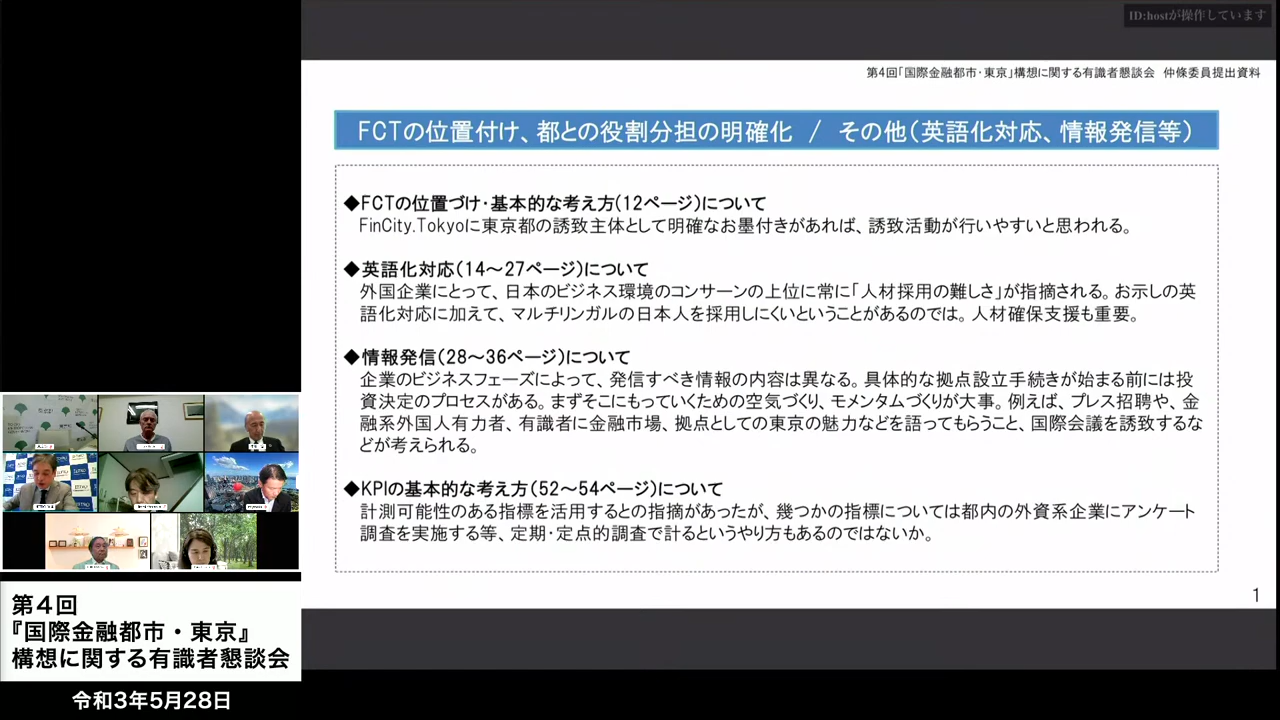 ID:hostが操作しています
第4回「国際金融都市・東京」構想に関する有識者懇談会 仲條委員提出資料
FCTの位置付け、都との役割分担の明確化 / その他(英語化対応、情報発信等)
◆FCTの位置づけ・基本的な考え方(12ページ)について
FinCity.Tokyoに東京都の誘致主体として明確なお墨付きがあれば、誘致活動が行いやすいと思われる。
◆英語化対応(14～27ページ)について
外国企業にとって、日本のビジネス環境のコンサーンの上位に常に「人材採用の難しさ」が指摘される。お示しの英
語化対応に加えて、マルチリンガルの日本人を採用しにくいということがあるのでは。人材確保支援も重要。
◆情報発信(28～36ページ)について
企業のビジネスフェーズによって、発信すべき情報の内容は異なる。具体的な拠点設立手続きが始まる前には投
資決定のプロセスがある。まずそこにもっていくための空気づくり、モメンタムづくりが大事。例えば、プレス招聘や、金
融系外国人有力者、有識者に金融市場、拠点としての東京の魅力などを語ってもらうこと、国際会議を誘致するな
どが考えられる。
◆KPIの基本的な考え方(52～54ページ)について
計測可能性のある指標を活用するとの指摘があったが、幾つかの指標については都内の外資系企業にアンケート
調査を実施する等、定期・定点的調査で計るというやり方もあるのではないか。
1
第4回
『国際金融都市・東京』
構想に関する有識者懇談会
令和3年5月28日